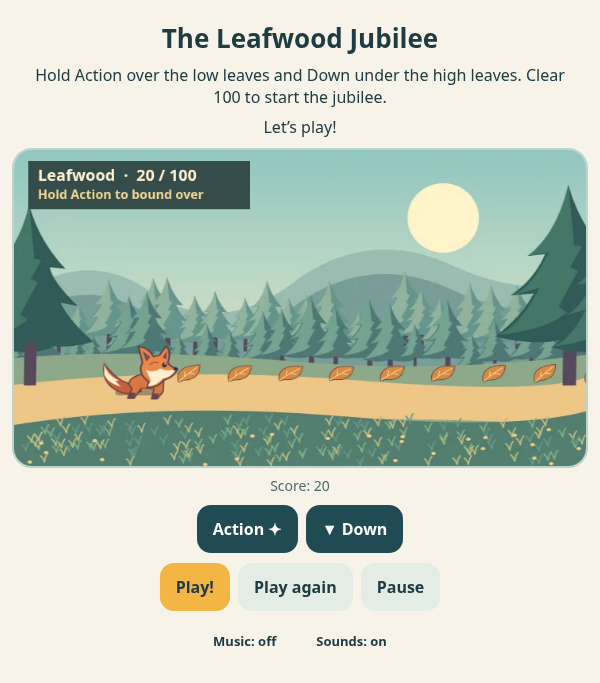 The Leafwood Jubilee
Hold Action over the low leaves and Down under the high leaves. Clear
100 to start the jubilee.
Let’s play!
Leafwood · 20 / 100
Hold Action to bound over
Score: 20
Action ✦ ▼ Down
Play! Play again Pause
Music: off Sounds: on